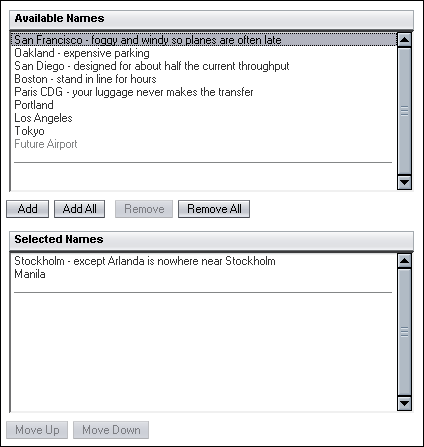 Available Names
San Francisco - foggy and windy so planes are often late
Oakland - expensive parking
San Diego - designed for about half the current throughput
Boston - stand in line for hours
Paris CDG - your luggage never makes the transfer
Portland
Los Angeles
Tokyo
Future Airport
Add Add All Remove Remove All
Selected Names
Stockholm - except Arlanda is nowhere near Stockholm
Manila
Move Up Move Down